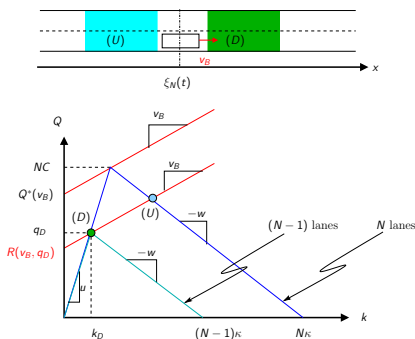 (U)
(D)
v_B
x
ξ_N(t)
Q
v_B
NC
Q*(v_B)
v_B
(D)
(U)
q_D
R(v_B, q_D)
−w
−w
(N−1) lanes
N lanes
u
k
k_D
(N−1)κ
Nκ